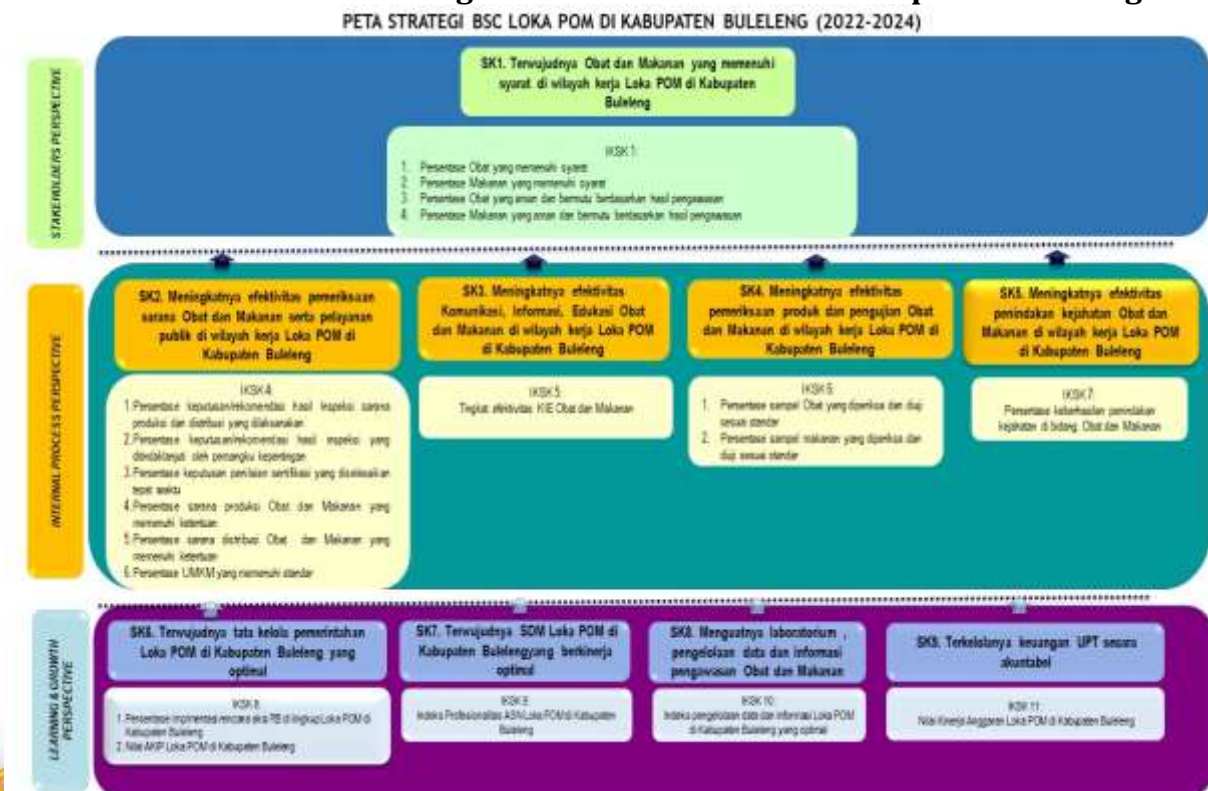 PETA STRATEGI BSC LOKA POM DI KABUPATEN BULELENG (2022-2024)
STAKEHOLDERS PERSPECTIVE
SK1. Terwujudnya Obat dan Makanan yang memenuhi
syarat di wilayah kerja Loka POM di Kabupaten
Buleleng
IKSK 1:
1. Persentase Obat yang memenuhi syarat
2. Persentase Makanan yang memenuhi syarat
3. Persentase Obat yang aman dan bermutu berdasarkan hasil pengawasan
4. Persentase Makanan yang aman dan bermutu berdasarkan hasil pengawasan
INTERNAL PROCESS PERSPECTIVE
SK2. Meningkatnya efektivitas pemeriksaan
sarana Obat dan Makanan serta pelayanan
publik di wilayah kerja Loka POM di
Kabupaten Buleleng
IKSK 4:
1. Persentase keputusan/rekomendasi hasil inspeksi sarana
produksi dan distribusi yang dilaksanakan
2. Persentase keputusan/rekomendasi hasil inspeksi yang
ditindaklanjuti oleh pemangku kepentingan
3. Persentase keputusan penilaian sertifikasi yang diselesaikan
tepat waktu
4. Persentase sarana produksi Obat dan Makanan yang
memenuhi ketentuan
5. Persentase sarana distribusi Obat dan Makanan yang
memenuhi ketentuan
6. Persentase UMKM yang memenuhi standar
SK3. Meningkatnya efektivitas
Komunikasi, Informasi, Edukasi Obat
dan Makanan di wilayah kerja Loka POM
di Kabupaten Buleleng
IKSK 5:
Tingkat efektivitas KIE Obat dan Makanan
SK4. Meningkatnya efektivitas
pemeriksaan produk dan pengujian Obat
dan Makanan di wilayah kerja Loka POM di
Kabupaten Buleleng
IKSK 6:
1. Persentase sampel Obat yang diperiksa dan diuji
sesuai standar
2. Persentase sampel makanan yang diperiksa dan
diuji sesuai standar
SK5. Meningkatnya efektivitas
penindakan kejahatan Obat dan
Makanan di wilayah kerja Loka POM
di Kabupaten Buleleng
IKSK 7:
Persentase keberhasilan penindakan
kejahatan di bidang Obat dan Makanan
LEARNING & GROWTH
PERSPECTIVE
SK6. Terwujudnya tata kelola pemerintahan
Loka POM di Kabupaten Buleleng yang
optimal
IKSK 8:
1. Persentase implmentasi rencana aksi RB di lingkup Loka POM di
Kabupaten Buleleng
2. Nilai AKIP Loka POM di Kabupaten Buleleng
SK7. Terwujudnya SDM Loka POM di
Kabupaten Bulelengyang berkinerja
optimal
IKSK 9:
Indeks Profesionalitas ASN Loka POM di Kabupaten
Buleleng
SK8. Menguatnya laboratorium ,
pengelolaan data dan informasi
pengawasan Obat dan Makanan
IKSK 10:
Indeks pengelolaan data dan informasi Loka POM
di Kabupaten Buleleng yang optimal
SK9. Terkelolanya keuangan UPT secara
akuntabel
IKSK 11:
Nilai Kinerja Anggaran Loka POM di Kabupaten Buleleng